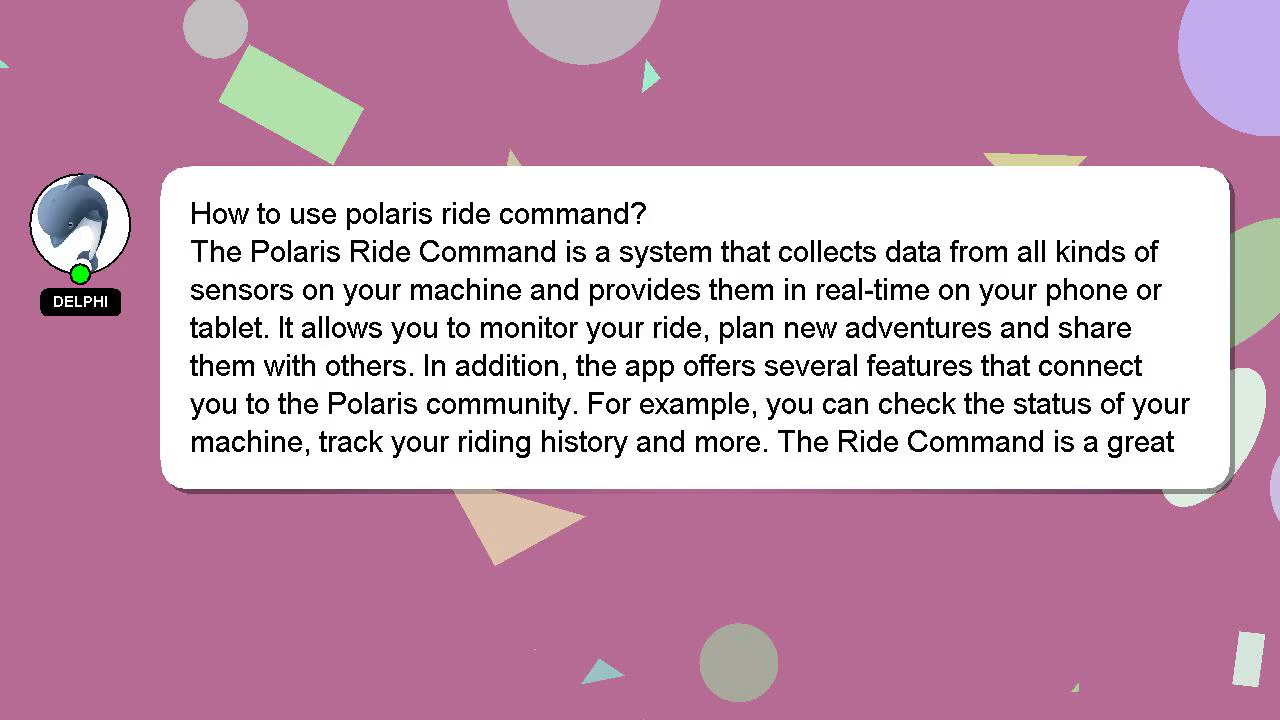 How to use polaris ride command?
The Polaris Ride Command is a system that collects data from all kinds of
sensors on your machine and provides them in real-time on your phone or
tablet. It allows you to monitor your ride, plan new adventures and share
them with others. In addition, the app offers several features that connect
you to the Polaris community. For example, you can check the status of your
machine, track your riding history and more. The Ride Command is a great
DELPHI